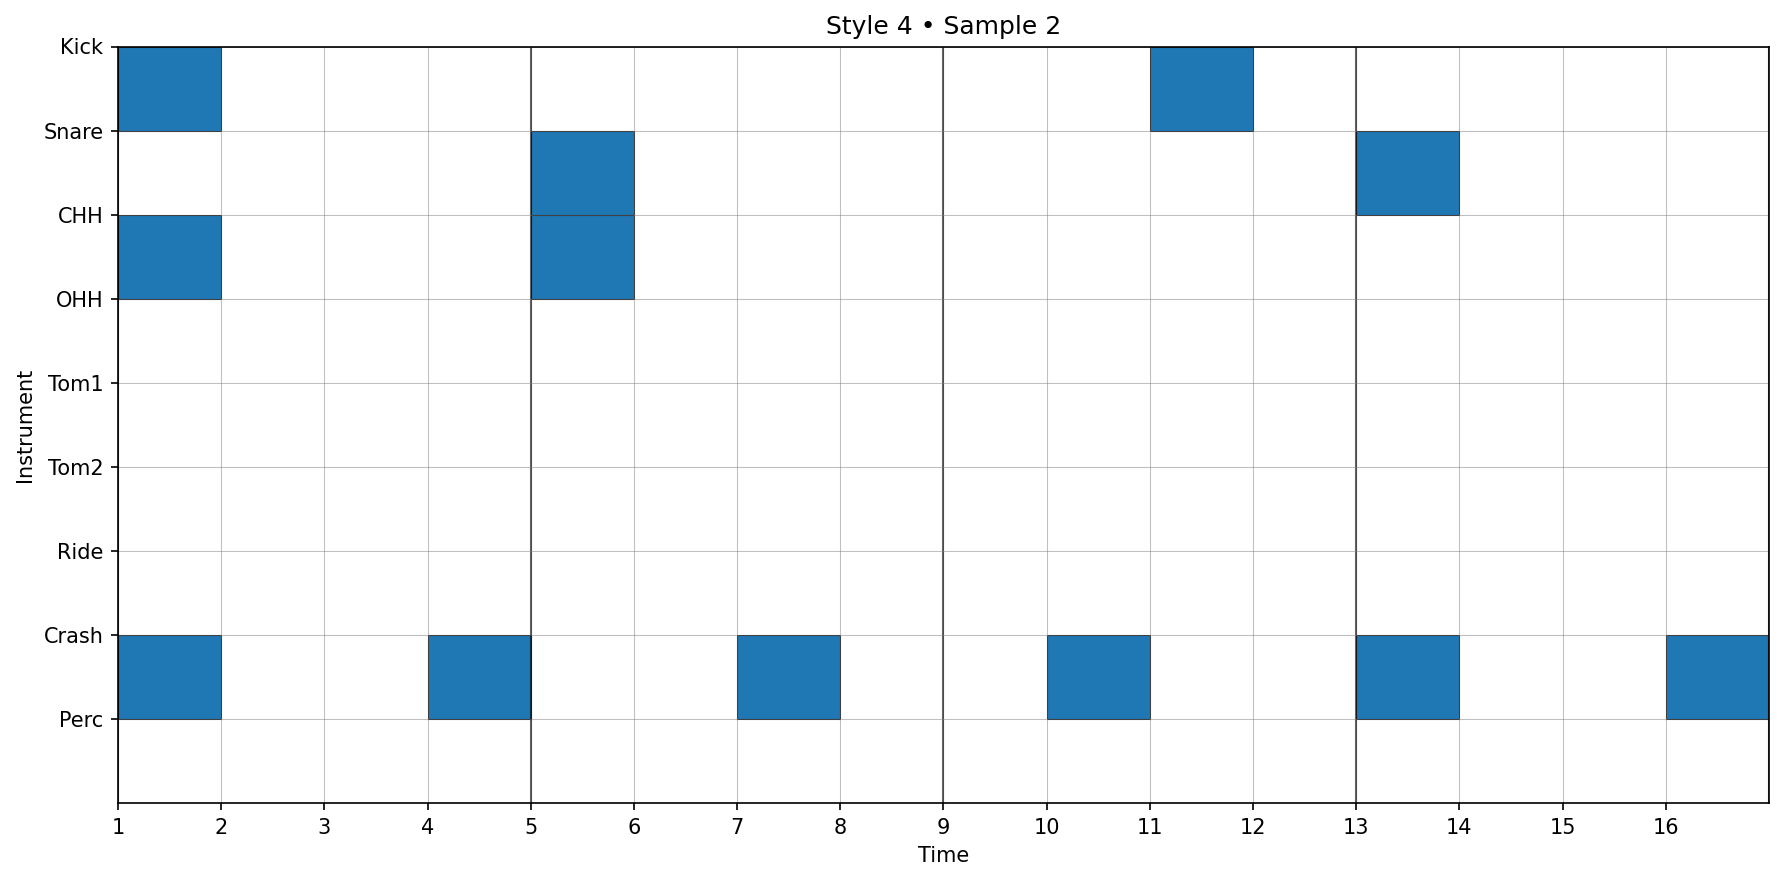 Style 4 • Sample 2
Kick
Snare
CHH
OHH
Tom1
Tom2
Ride
Crash
Perc
Instrument
1 2 3 4 5 6 7 8 9 10 11 12 13 14 15 16
Time